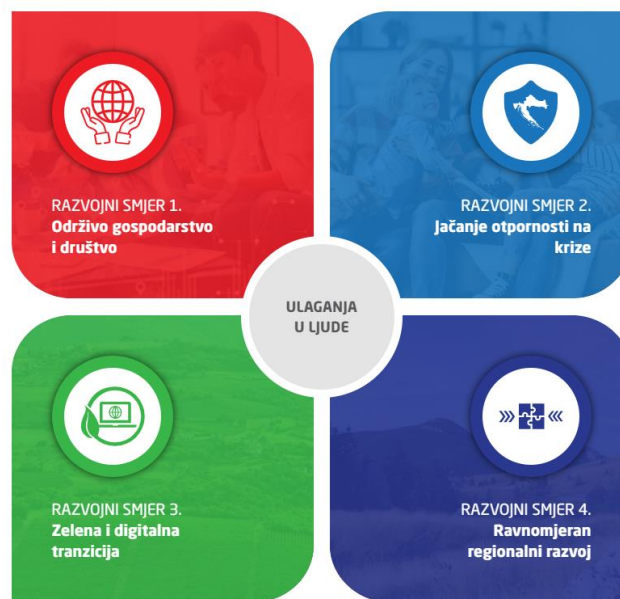 RAZVOJNI SMJER 1.
Održivo gospodarstvo
i društvo
RAZVOJNI SMJER 2.
Jačanje otpornosti na
krize
ULAGANJA
U LJUDE
RAZVOJNI SMJER 3.
Zelena i digitalna
tranzicija
RAZVOJNI SMJER 4.
Ravnomjeran
regionalni razvoj